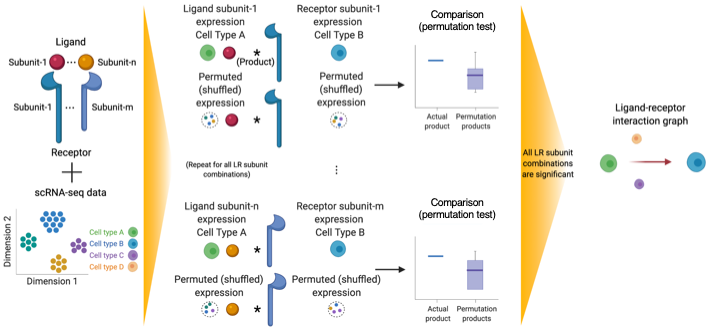 Ligand
Subunit-1 ... Subunit-n
Subunit-1 ... Subunit-m
Receptor
+
scRNA-seq data
Dimension 2
Cell type A
Cell type B
Cell type C
Cell type D
Dimension 1
Ligand subunit-1
expression
Cell Type A
*
(Product)
Receptor subunit-1
expression
Cell Type B
Permuted
(shuffled)
expression
*
Permuted
(shuffled)
expression
Comparison
(permutation test)
Actual
product
Permutation
products
(Repeat for all LR subunit
combinations)
...
Ligand subunit-n
expression
Cell Type A
*
Receptor subunit-m
expression
Cell Type B
Permuted (shuffled)
expression
*
Permuted (shuffled)
expression
Comparison
(permutation test)
Actual
product
Permutation
products
All LR subunit
combinations
are significant
Ligand-receptor
interaction graph